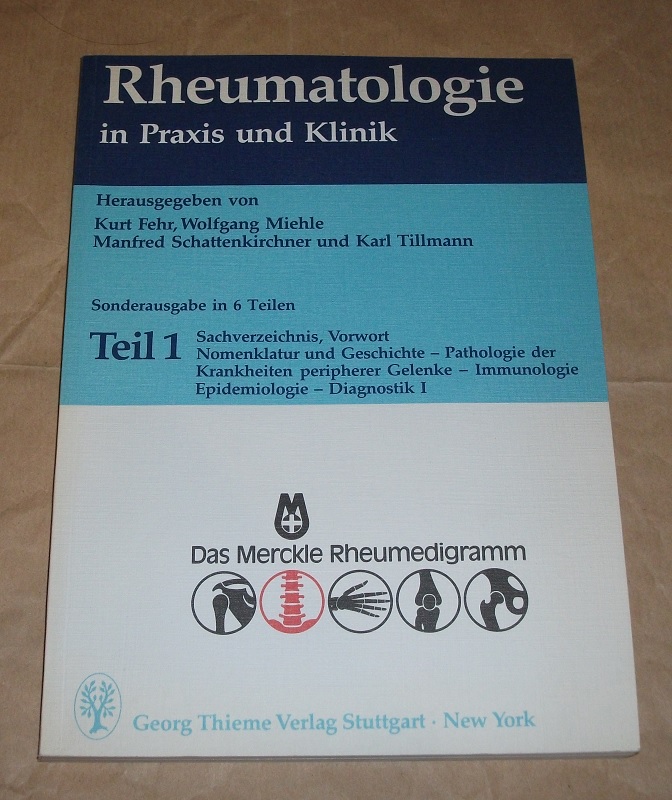 Rheumatologie
in Praxis und Klinik
Herausgegeben von
Kurt Fehr, Wolfgang Miehle
Manfred Schattenkirchner und Karl Tillmann
Sonderausgabe in 6 Teilen
Teil 1
Sachverzeichnis, Vorwort
Nomenklatur und Geschichte – Pathologie der
Krankheiten peripherer Gelenke – Immunologie
Epidemiologie – Diagnostik I
Das Merckle Rheumedigramm
Georg Thieme Verlag Stuttgart · New York